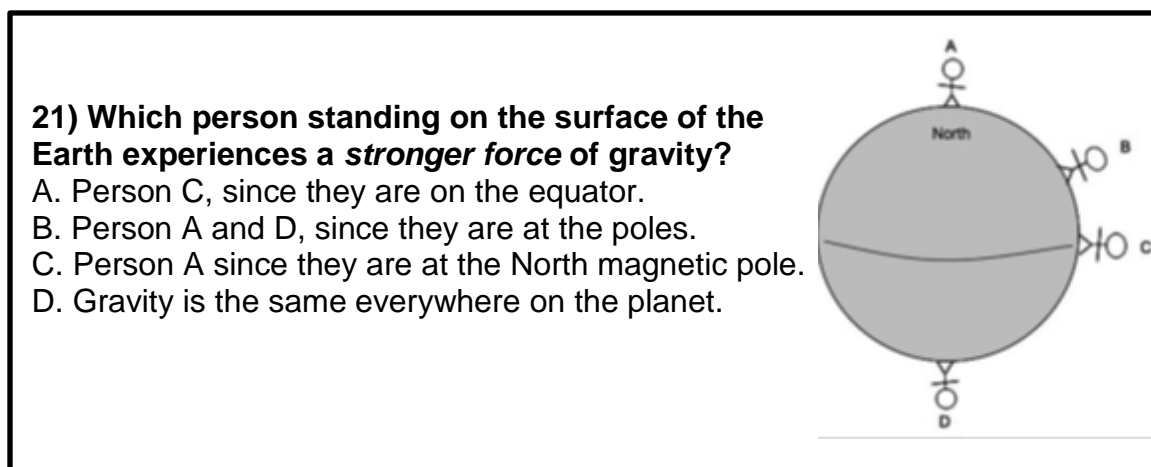 21) Which person standing on the surface of the
Earth experiences a stronger force of gravity?
A. Person C, since they are on the equator.
B. Person A and D, since they are at the poles.
C. Person A since they are at the North magnetic pole.
D. Gravity is the same everywhere on the planet.
A
North
B
C
D